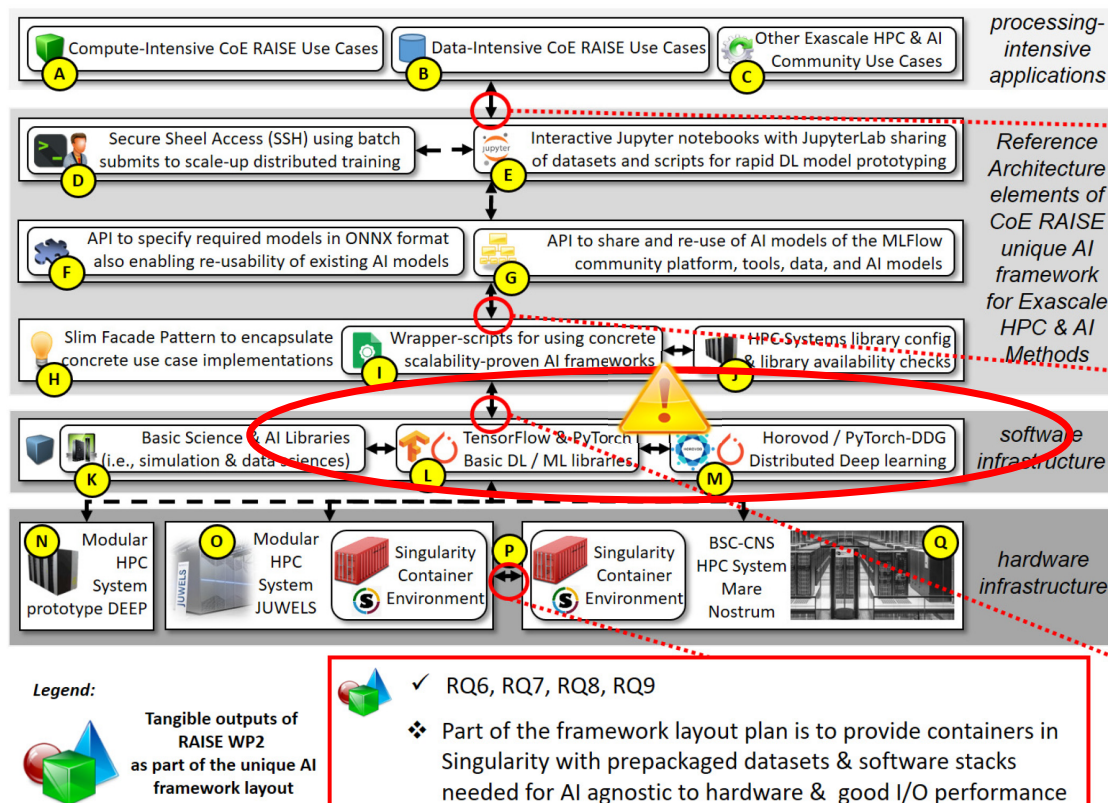 Compute-Intensive CoE RAISE Use Cases
A
Data-Intensive CoE RAISE Use Cases
B
Other Exascale HPC & AI
Community Use Cases
C
processing-
intensive
applications
Secure Sheel Access (SSH) using batch
submits to scale-up distributed training
D
jupyter
Interactive Jupyter notebooks with JupyterLab sharing
of datasets and scripts for rapid DL model prototyping
E
Reference
Architecture
elements of
CoE RAISE
unique AI
framework
for Exascale
HPC & AI
Methods
API to specify required models in ONNX format
also enabling re-usability of existing AI models
F
API to share and re-use of AI models of the MLFlow
community platform, tools, data, and AI models
G
Slim Facade Pattern to encapsulate
concrete use case implementations
H
Wrapper-scripts for using concrete
scalability-proven AI frameworks
I
HPC Systems library config
& library availability checks
J
Basic Science & AI Libraries
(i.e., simulation & data sciences)
K
TensorFlow & PyTorch
Basic DL / ML libraries
L
HOROVOD
Horovod / PyTorch-DDG
Distributed Deep learning
M
software
infrastructure
N
Modular
HPC
System
prototype DEEP
JUWELS
O
Modular
HPC
System
JUWELS
Singularity
Container
Environment
S
P
Singularity
Container
Environment
S
BSC-CNS
HPC System
Mare
Nostrum
Q
hardware
infrastructure
Legend:
Tangible outputs of
RAISE WP2
as part of the unique AI
framework layout
✓ RQ6, RQ7, RQ8, RQ9
❖ Part of the framework layout plan is to provide containers in
Singularity with prepackaged datasets & software stacks
needed for AI agnostic to hardware & good I/O performance